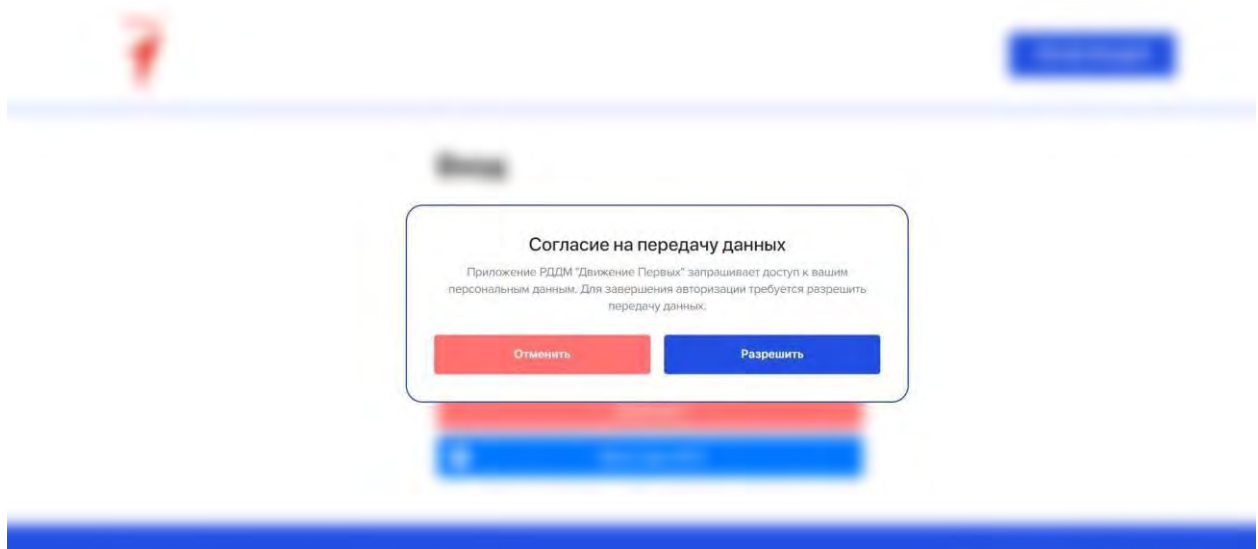 Вход
Согласие на передачу данных
Приложение РДДМ "Движение Первых" запрашивает доступ к вашим
персональным данным. Для завершения авторизации требуется разрешить
передачу данных.
Отменить
Разрешить